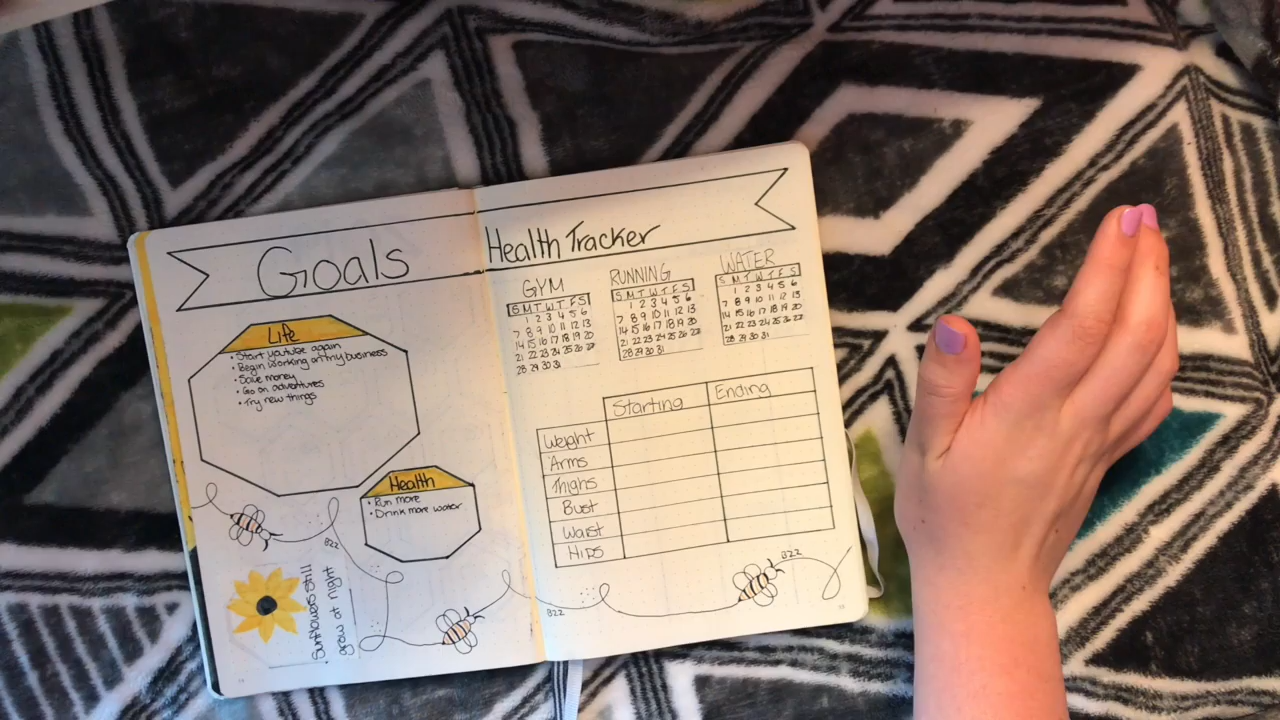 Goals
Life
• Start youtube again
• Begin working on my business
• Save money
• Go on adventures
• Try new things
Health
• Run more
• Drink more water
BZZ
Sunflowers still
grow at night
Health Tracker
GYM
S M T W T F S
1 2 3 4 5 6
7 8 9 10 11 12 13
14 15 16 17 18 19 20
21 22 23 24 25 26 27
28 29 30 31
RUNNING
S M T W T F S
1 2 3 4 5 6
7 8 9 10 11 12 13
14 15 16 17 18 19 20
21 22 23 24 25 26 27
28 29 30 31
WATER
S M T W T F S
1 2 3 4 5 6
7 8 9 10 11 12 13
14 15 16 17 18 19 20
21 22 23 24 25 26 27
28 29 30 31
Starting Ending
Weight
Arms
Thighs
Bust
Waist
Hips
BZZ
BZZ